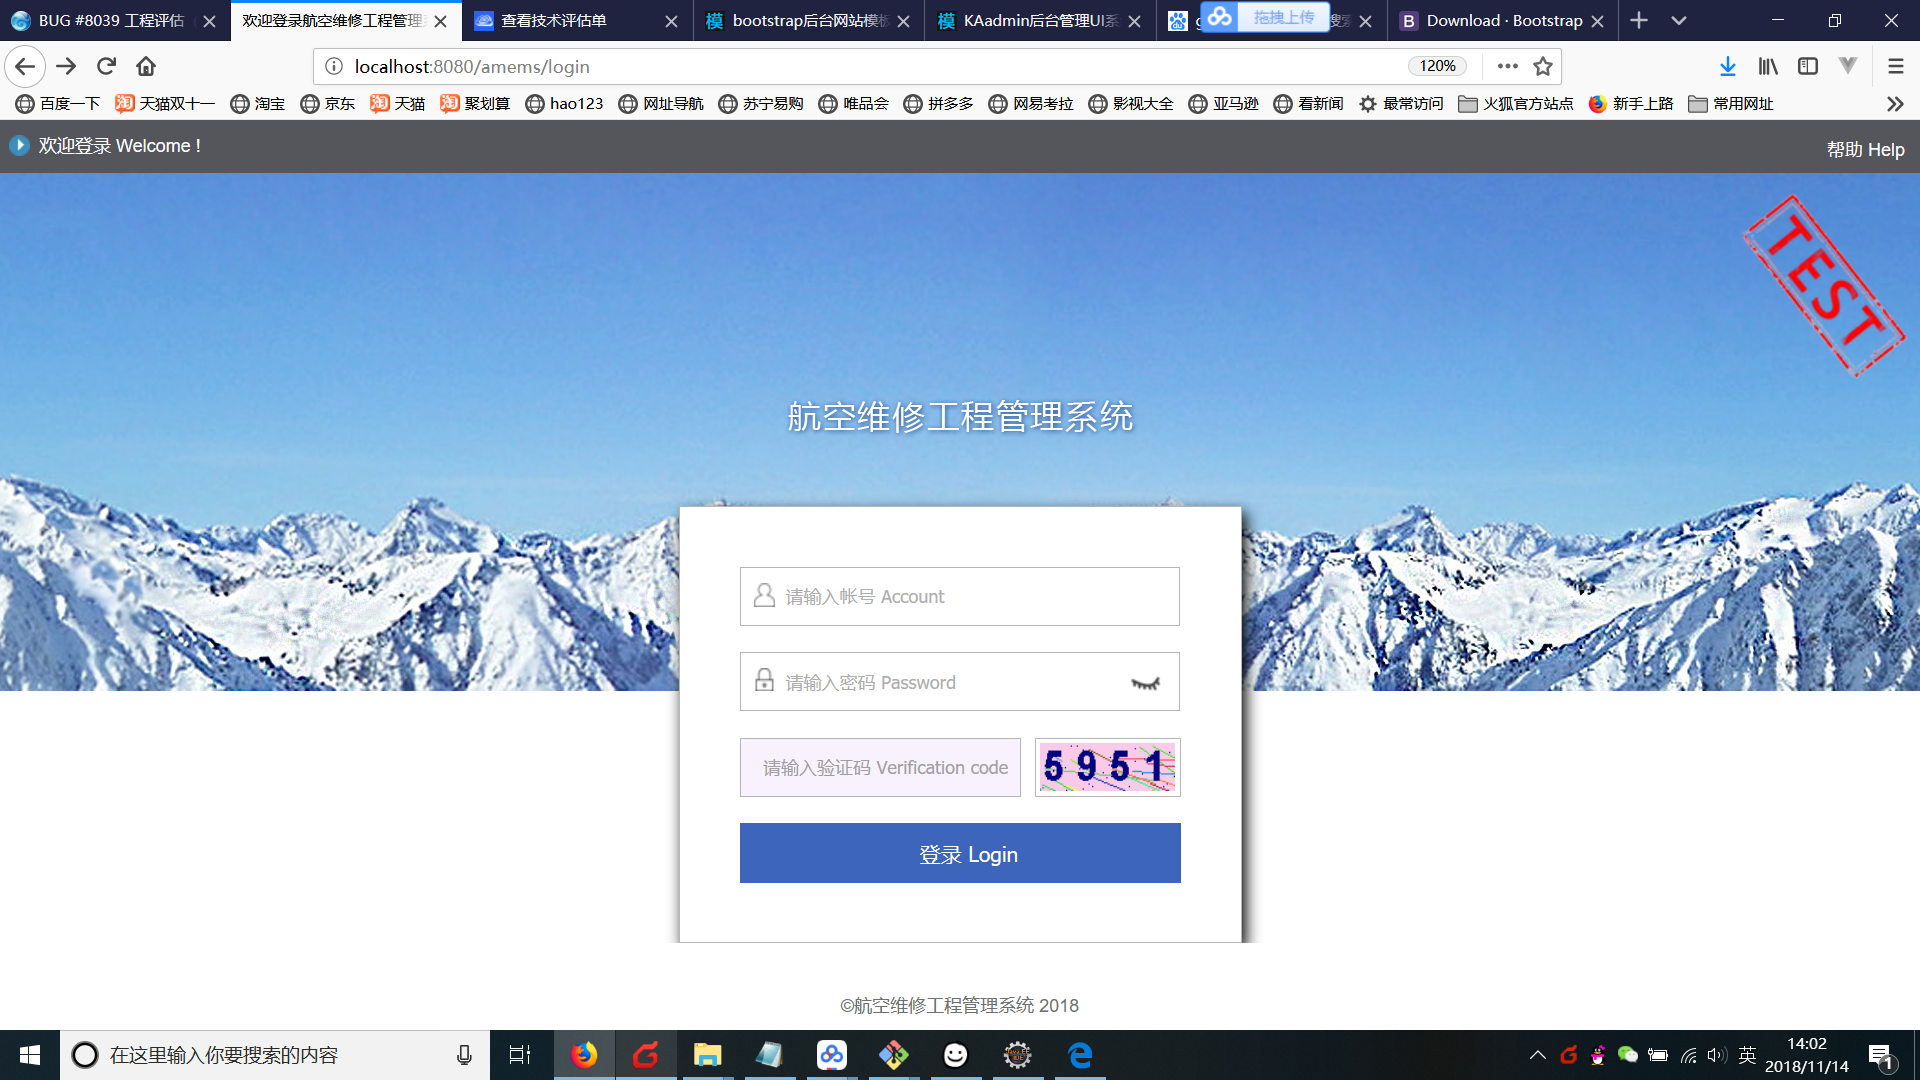 BUG #8039 工程评估
欢迎登录航空维修工程管理
查看技术评估单
bootstrap后台网站模板
KAadmin后台管理UI系
拖拽上传
搜索
Download · Bootstrap
localhost:8080/amems/login
120%
百度一下
天猫双十一
淘宝
京东
天猫
聚划算
hao123
网址导航
苏宁易购
唯品会
拼多多
网易考拉
影视大全
亚马逊
看新闻
最常访问
火狐官方站点
新手上路
常用网址
欢迎登录 Welcome !
帮助 Help
TEST
航空维修工程管理系统
请输入帐号 Account
请输入密码 Password
请输入验证码 Verification code
5951
登录 Login
©航空维修工程管理系统 2018
在这里输入你要搜索的内容
英
14:02
2018/11/14
1